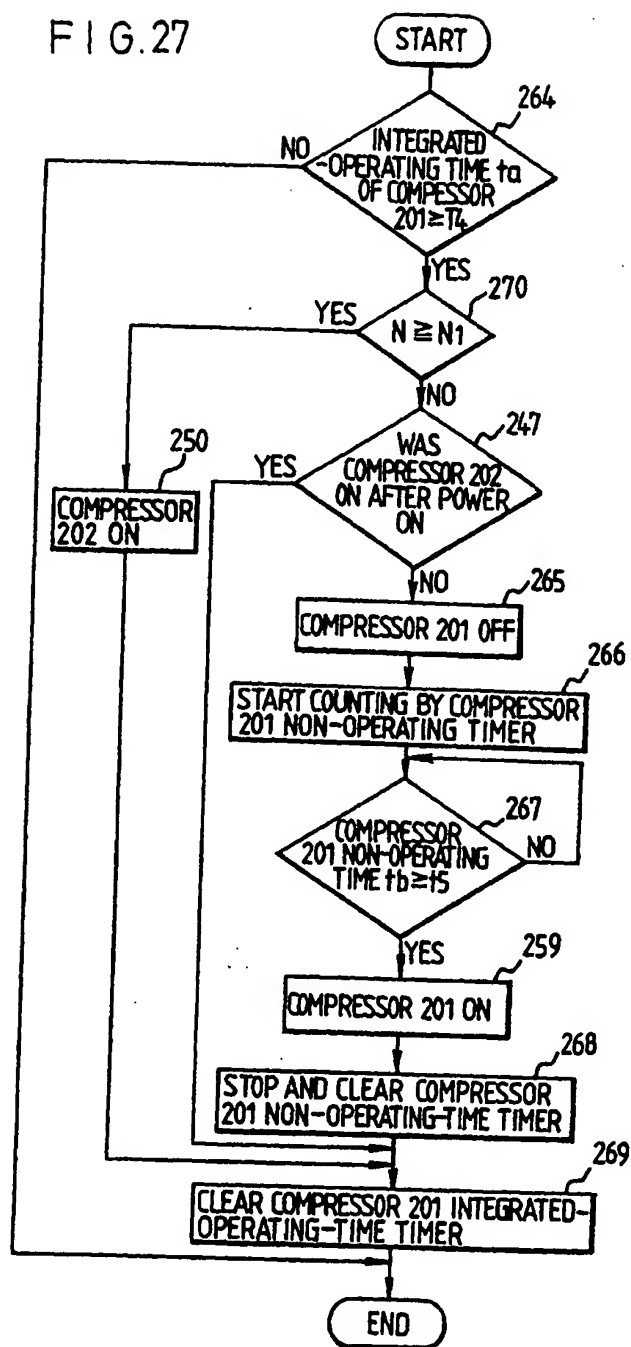 FIG.27
START
264
NO
INTEGRATED
-OPERATING TIME ta
OF COMPESSOR
201≧T4
YES
270
YES
N ≧ N1
NO
247
250
YES
WAS
COMPRESSOR 202
ON AFTER POWER
ON
COMPRESSOR
202 ON
NO
265
COMPRESSOR 201 OFF
266
START COUNTING BY COMPRESSOR
201 NON-OPERATING TIMER
267
COMPRESSOR
201 NON-OPERATING
TIME tb≧t5
NO
YES
259
COMPRESSOR 201 ON
268
STOP AND CLEAR COMPRESSOR
201 NON-OPERATING-TIME TIMER
269
CLEAR COMPRESSOR 201 INTEGRATED-
OPERATING-TIME TIMER
END